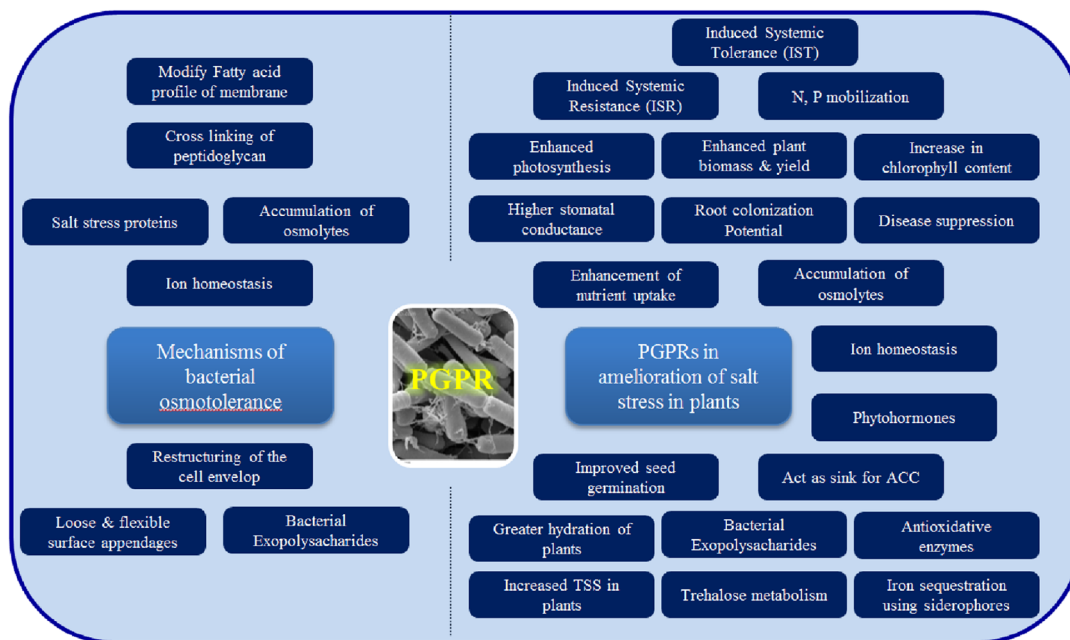 Modify Fatty acid
profile of membrane
Cross linking of
peptidoglycan
Salt stress proteins
Accumulation of
osmolytes
Ion homeostasis
Mechanisms of
bacterial
osmotolerance
Restructuring of the
cell envelop
Loose & flexible
surface appendages
Bacterial
Exopolysacharides
PGPR
Induced Systemic
Tolerance (IST)
Induced Systemic
Resistance (ISR)
N, P mobilization
Enhanced
photosynthesis
Enhanced plant
biomass & yield
Increase in
chlorophyll content
Higher stomatal
conductance
Root colonization
Potential
Disease suppression
Enhancement of
nutrient uptake
Accumulation of
osmolytes
PGPRs in
amelioration of salt
stress in plants
Ion homeostasis
Phytohormones
Improved seed
germination
Act as sink for ACC
Greater hydration of
plants
Bacterial
Exopolysacharides
Antioxidative
enzymes
Increased TSS in
plants
Trehalose metabolism
Iron sequestration
using siderophores